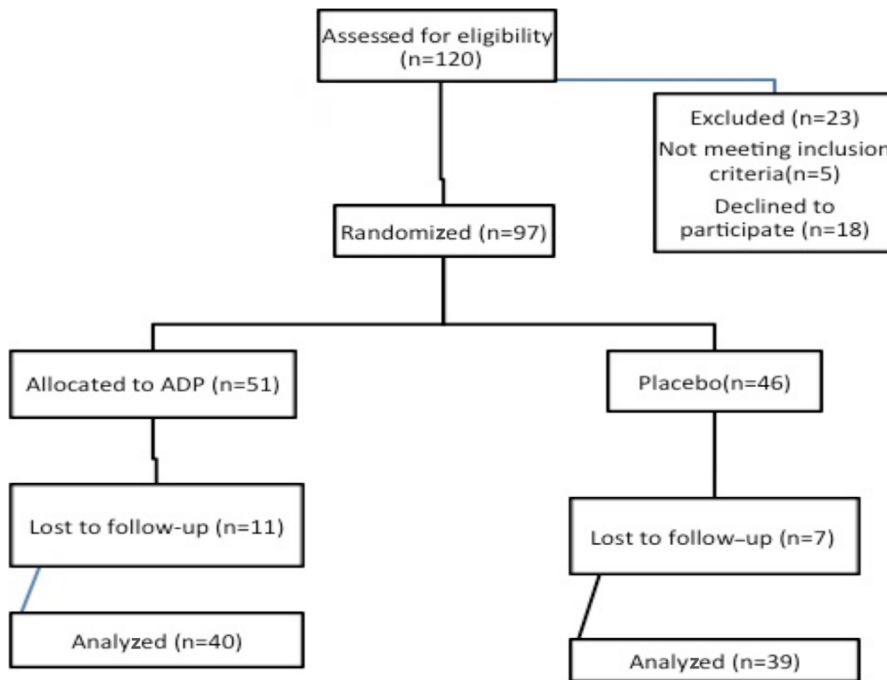 Assessed for eligibility
(n=120)
Excluded (n=23)
Not meeting inclusion
criteria(n=5)
Declined to
participate (n=18)
Randomized (n=97)
Allocated to ADP (n=51)
Placebo(n=46)
Lost to follow-up (n=11)
Lost to follow–up (n=7)
Analyzed (n=40)
Analyzed (n=39)